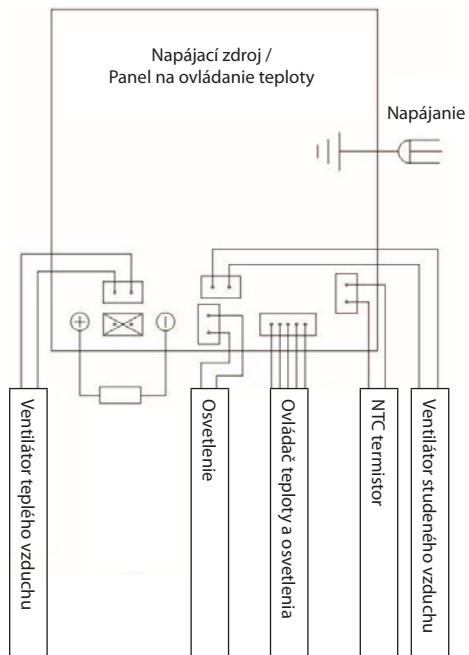 Napájací zdroj /
Panel na ovládanie teploty
Napájanie
Ventilátor teplého vzduchu
Osvetlenie
Ovládač teploty a osvetlenia
NTC termistor
Ventilátor studeného vzduchu